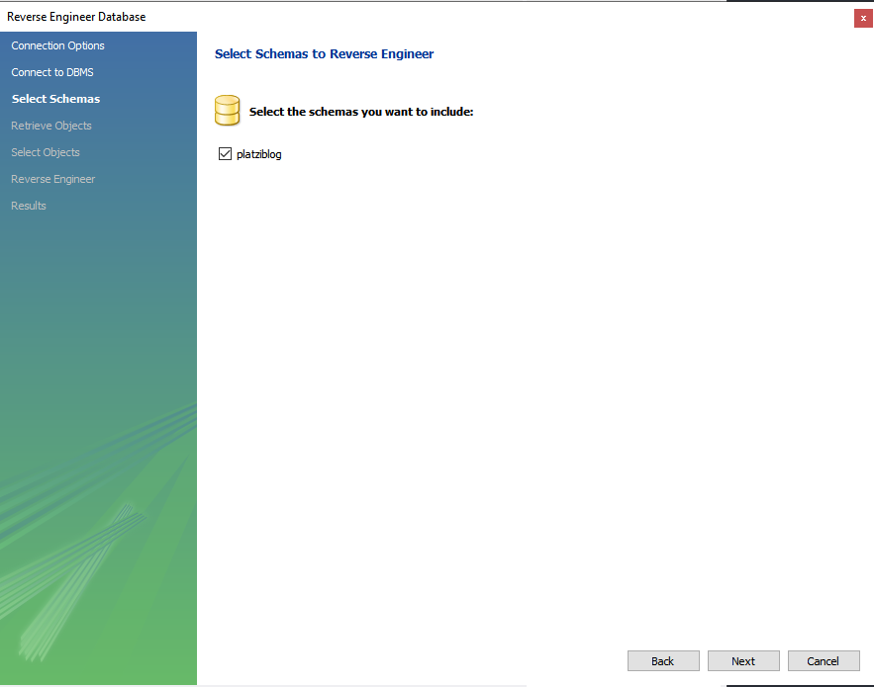 Reverse Engineer Database
x
Connection Options
Connect to DBMS
Select Schemas
Retrieve Objects
Select Objects
Reverse Engineer
Results
Select Schemas to Reverse Engineer
Select the schemas you want to include:
platziblog
Back Next Cancel